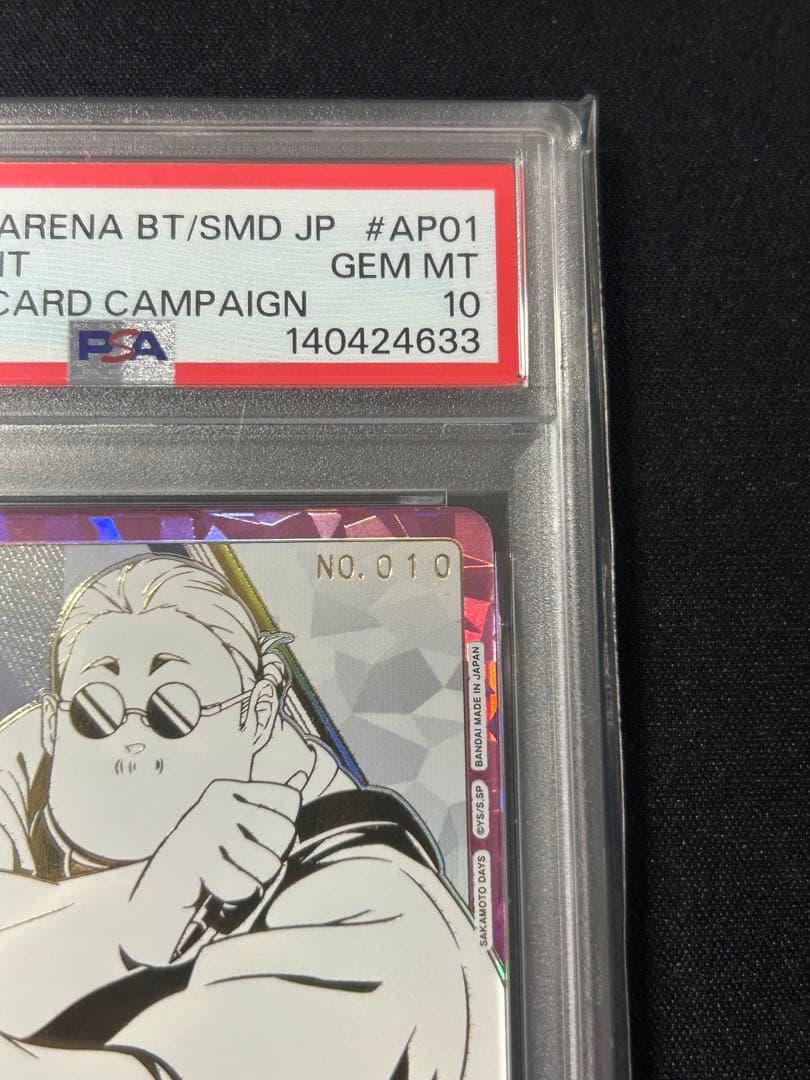 ARENA BT/SMD JP #AP01
GEM MT
CARD CAMPAIGN 10
PSA 140424633
NO.010
BANDAI MADE IN JAPAN
©YS/S.SP
SAKAMOTO DAYS